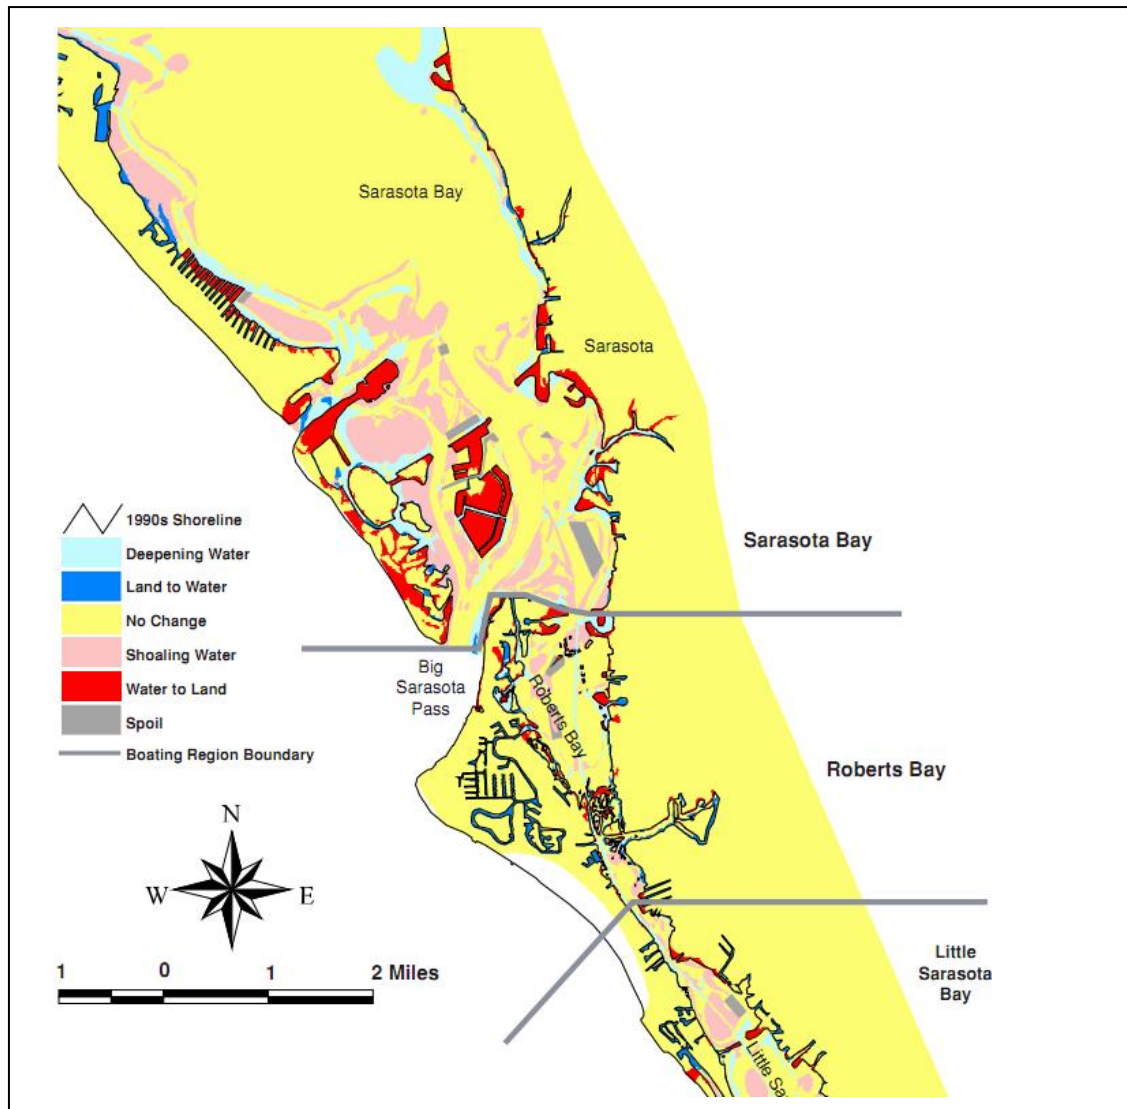 Sarasota Bay
Sarasota
1990s Shoreline
Deepening Water
Land to Water
No Change
Shoaling Water
Water to Land
Spoil
Boating Region Boundary
Sarasota Bay
Big
Sarasota
Pass
Roberts Bay
Roberts Bay
N
W
E
S
Little
Sarasota
Bay
1 0 1 2 Miles
Little Sa